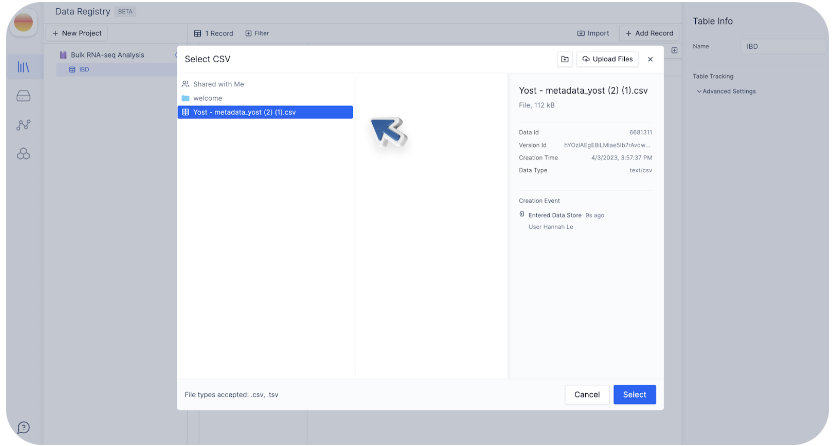 Data Registry BETA
+ New Project
1 Record Filter
Import + Add Record
Table Info
Bulk RNA-seq Analysis
IBD
Name IBD
Table Tracking
Advanced Settings
Select CSV
Upload Files
Shared with Me
welcome
Yost - metadata_yost (2) (1).csv
Yost - metadata_yost (2) (1).csv
File, 112 kB
Data Id 6681311
Version Id
Creation Time 4/3/2023, 3:57:37 PM
Data Type text/csv
Creation Event
Entered Data Store 9s ago
User Hannah Le
File types accepted: .csv, .tsv
Cancel Select